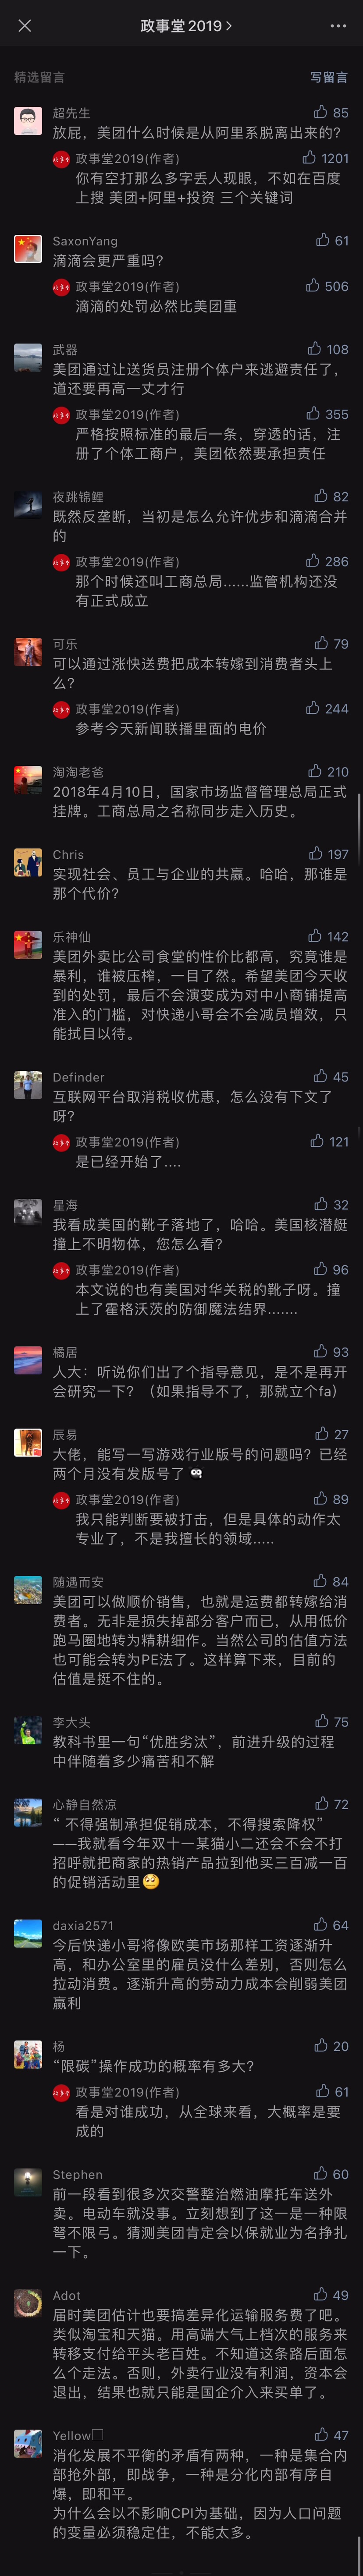 政事堂2019
精选留言 写留言
超先生 85
放屁，美团什么时候是从阿里系脱离出来的？
政事堂2019(作者) 1201
你有空打那么多字丢人现眼，不如在百度
上搜 美团+阿里+投资 三个关键词
SaxonYang 61
滴滴会更严重吗？
政事堂2019(作者) 506
滴滴的处罚必然比美团重
武器 108
美团通过让送货员注册个体户来逃避责任了，
道还要再高一丈才行
政事堂2019(作者) 355
严格按照标准的最后一条，穿透的话，注
册了个体工商户，美团依然要承担责任
夜跳锦鲤 82
既然反垄断，当初是怎么允许优步和滴滴合并
的
政事堂2019(作者) 286
那个时候还叫工商总局......监管机构还没
有正式成立
可乐 79
可以通过涨快送费把成本转嫁到消费者头上
么？
政事堂2019(作者) 244
参考今天新闻联播里面的电价
淘淘老爸 210
2018年4月10日，国家市场监督管理总局正式
挂牌。工商总局之名称同步走入历史。
Chris 197
实现社会、员工与企业的共赢。哈哈，那谁是
那个代价？
乐神仙 142
美团外卖比公司食堂的性价比都高，究竟谁是
暴利，谁被压榨，一目了然。希望美团今天收
到的处罚，最后不会演变成为对中小商铺提高
准入的门槛，对快递小哥会不会减员增效，只
能拭目以待。
Definder 45
互联网平台取消税收优惠，怎么没有下文了
呀？
政事堂2019(作者) 121
是已经开始了....
星海 32
我看成美国的靴子落地了，哈哈。美国核潜艇
撞上不明物体，您怎么看？
政事堂2019(作者) 96
本文说的也有美国对华关税的靴子呀。撞
上了霍格沃茨的防御魔法结界.......
橘居 93
人大：听说你们出了个指导意见，是不是再开
会研究一下？（如果指导不了，那就立个fa）
辰易 27
大佬，能写一写游戏行业版号的问题吗？已经
两个月没有发版号了
政事堂2019(作者) 89
我只能判断要被打击，但是具体的动作太
专业了，不是我擅长的领域.....
随遇而安 84
美团可以做顺价销售，也就是运费都转嫁给消
费者。无非是损失掉部分客户而已，从用低价
跑马圈地转为精耕细作。当然公司的估值方法
也可能会转为PE法了。这样算下来，目前的
估值是挺不住的。
李大头 75
教科书里一句“优胜劣汰”，前进升级的过程
中伴随着多少痛苦和不解
心静自然凉 72
“ 不得强制承担促销成本，不得搜索降权”
——我就看今年双十一某猫小二还会不会不打
招呼就把商家的热销产品拉到他买三百减一百
的促销活动里🥺
daxia2571 64
今后快递小哥将像欧美市场那样工资逐渐升
高，和办公室里的雇员没什么差别，否则怎么
拉动消费。逐渐升高的劳动力成本会削弱美团
赢利
杨 20
“限碳”操作成功的概率有多大？
政事堂2019(作者) 61
看是对谁成功，从全球来看，大概率是要
成的
Stephen 60
前一段看到很多次交警整治燃油摩托车送外
卖。电动车就没事。立刻想到了这一是一种限
弩不限弓。猜测美团肯定会以保就业为名挣扎
一下。
Adot 49
届时美团估计也要搞差异化运输服务费了吧。
类似淘宝和天猫。用高端大气上档次的服务来
转移支付给平头老百姓。不知道这条路后面怎
么个走法。否则，外卖行业没有利润，资本会
退出，结果也就只能是国企介入来买单了。
Yellow 47
消化发展不平衡的矛盾有两种，一种是集合内
部抢外部，即战争，一种是分化内部有序自
爆，即和平。
为什么会以不影响CPI为基础，因为人口问题
的变量必须稳定住，不能太多。